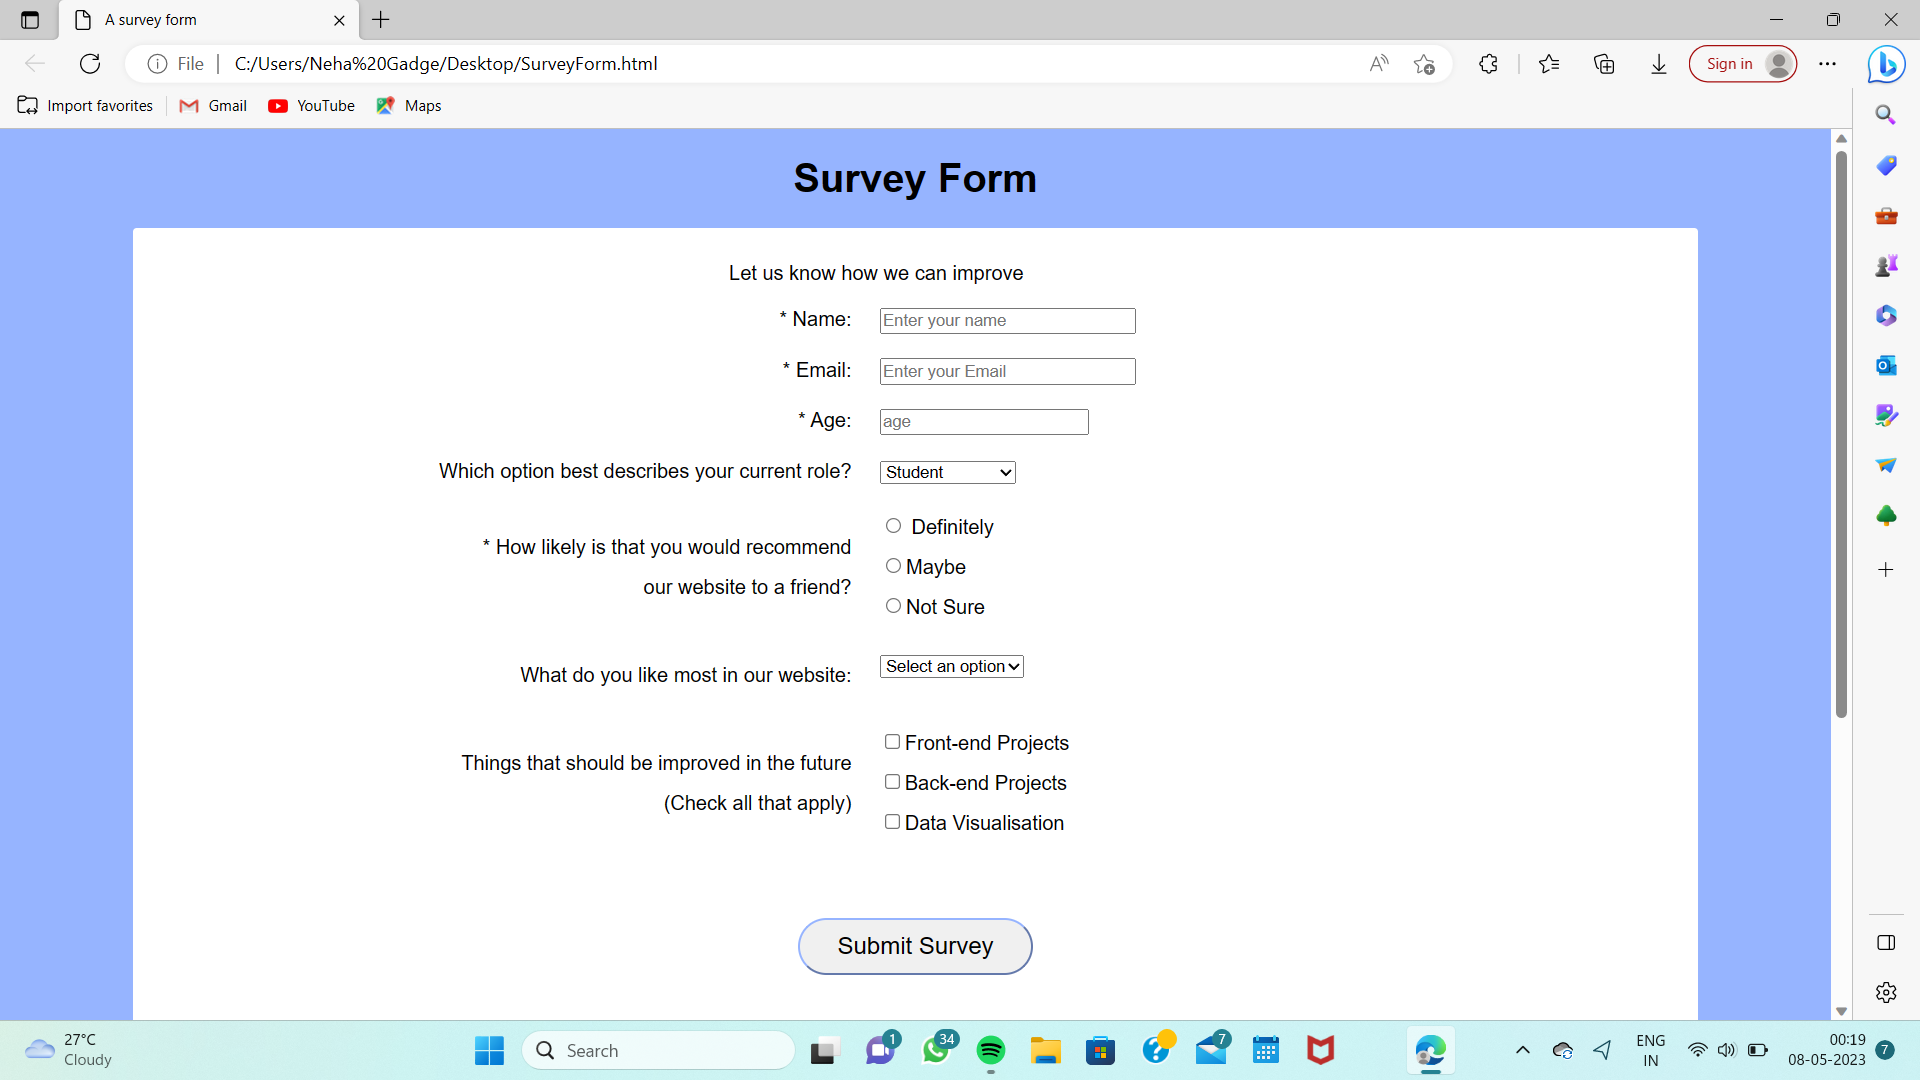 A survey form
File
C:/Users/Neha%20Gadge/Desktop/SurveyForm.html
Sign in
Import favorites
Gmail
YouTube
Maps
Survey Form
Let us know how we can improve
* Name: Enter your name
* Email: Enter your Email
* Age: age
Which option best describes your current role? Student
* How likely is that you would recommend
our website to a friend?
Definitely
Maybe
Not Sure
What do you like most in our website: Select an option
Things that should be improved in the future
(Check all that apply)
Front-end Projects
Back-end Projects
Data Visualisation
Submit Survey
27°C
Cloudy
Search
1
34
7
ENG
IN
00:19
08-05-2023
7